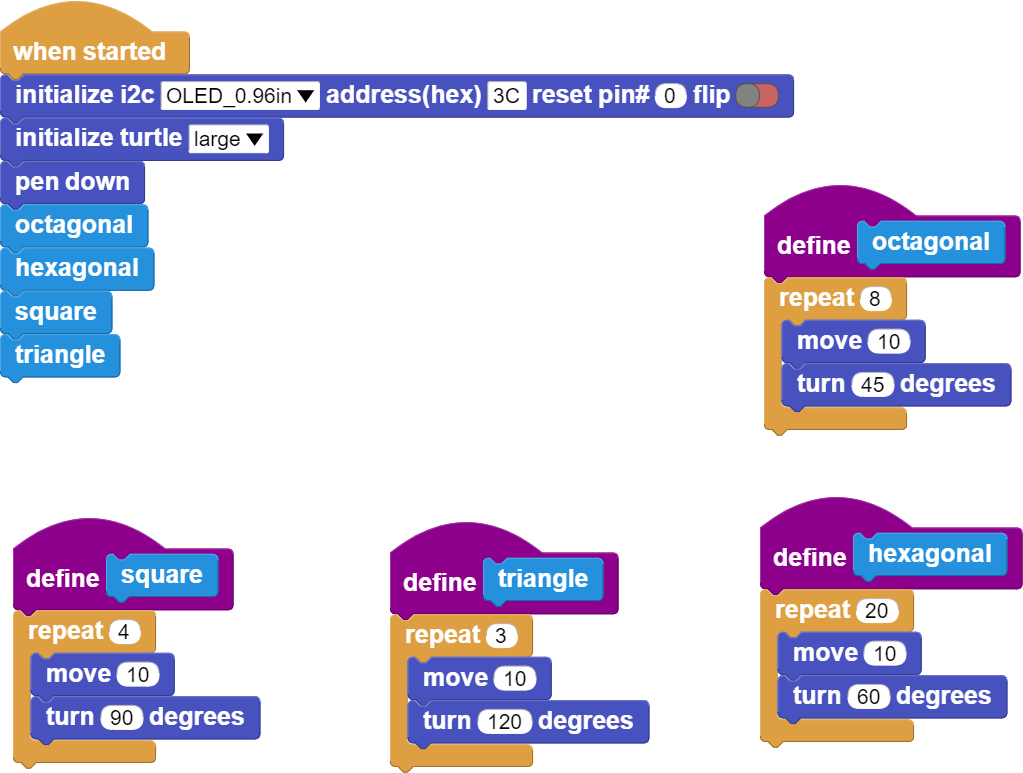 when started
initialize i2c OLED_0.96in address(hex) 3C reset pin# 0 flip
initialize turtle large
pen down
octagonal
hexagonal
square
triangle
define octagonal
repeat 8
move 10
turn 45 degrees
define square
repeat 4
move 10
turn 90 degrees
define triangle
repeat 3
move 10
turn 120 degrees
define hexagonal
repeat 20
move 10
turn 60 degrees